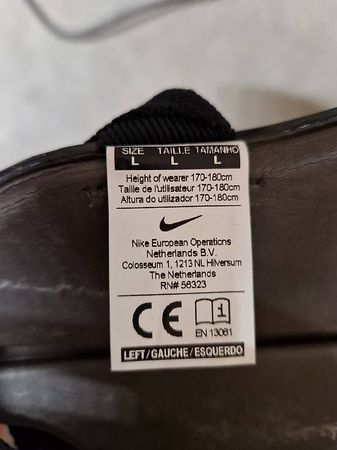 SIZE TAILLE TAMANHO
L L L
Height of wearer 170-180cm
Taille de l'utilisateur 170-180cm
Altura do utilizador 170-180cm
Nike European Operations
Netherlands B.V.
Colosseum 1, 1213 NL Hilversum
The Netherlands
RN# 56323
CE i
EN 13061
LEFT/GAUCHE/ESQUERDO